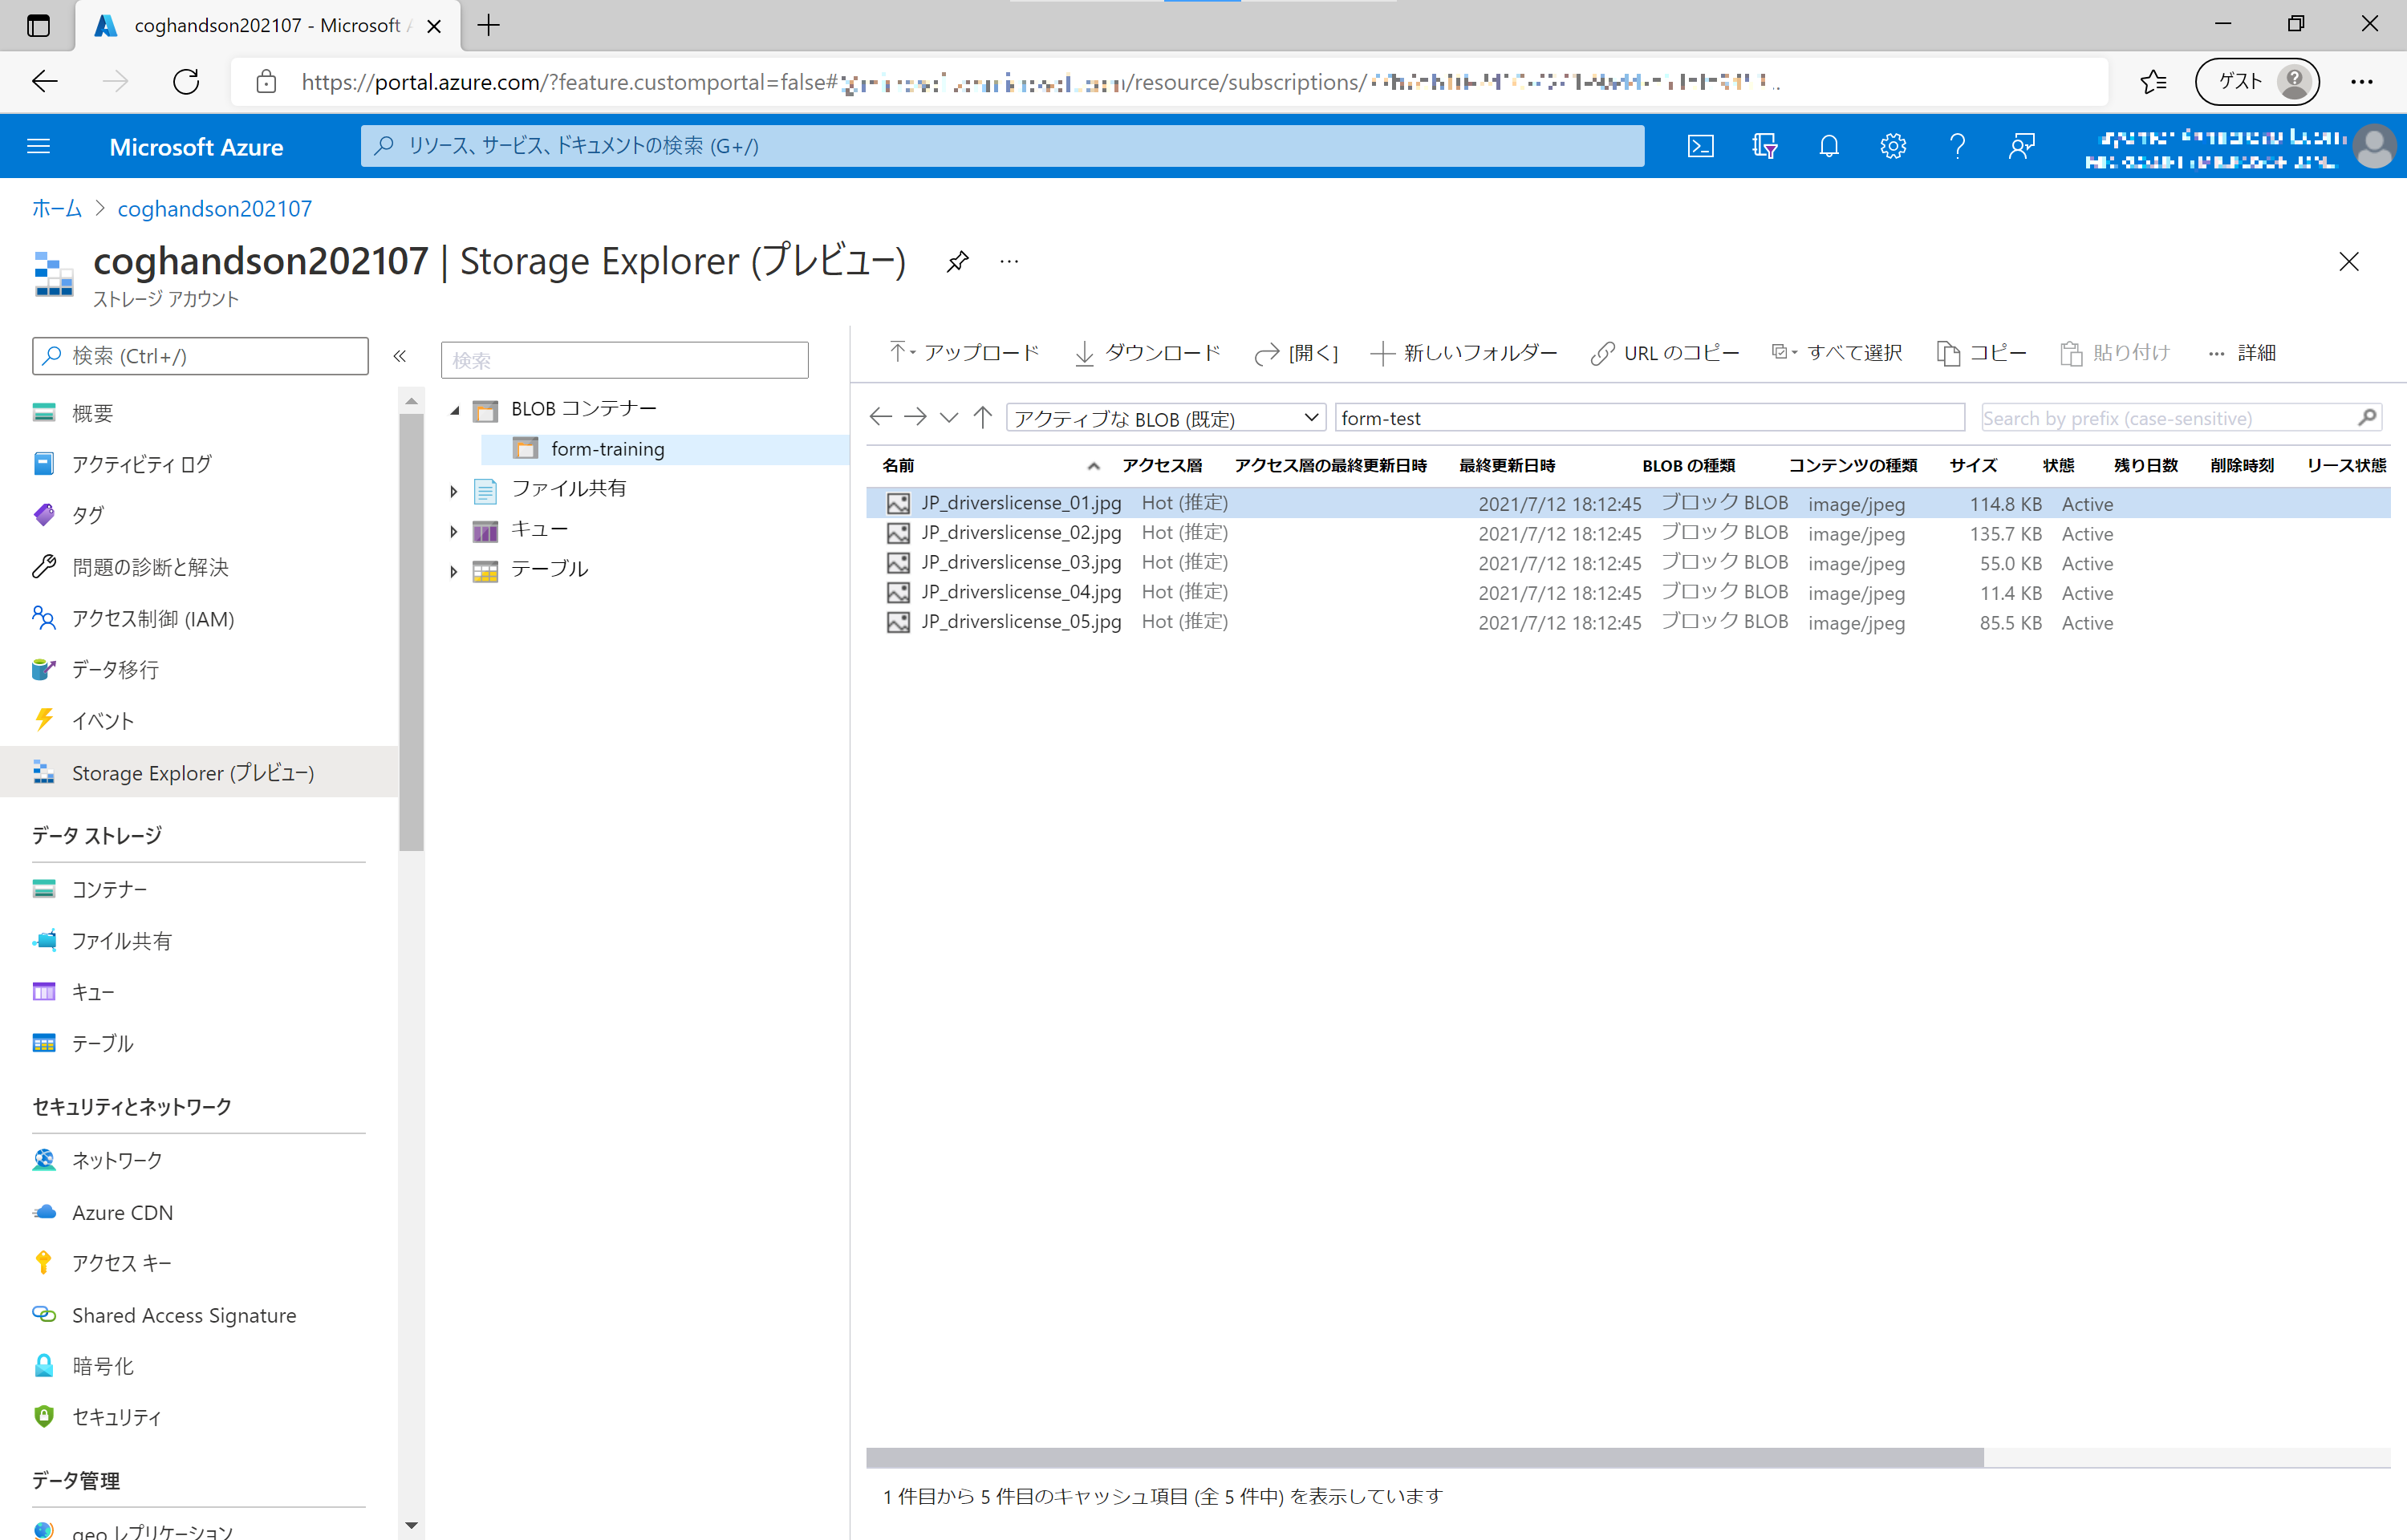 coghandson202107 - Microsoft A
https://portal.azure.com/?feature.customportal=false#
/resource/subscriptions/
..
ゲスト
Microsoft Azure
リソース、サービス、ドキュメントの検索 (G+/)
ホーム > coghandson202107
coghandson202107 | Storage Explorer (プレビュー)
ストレージ アカウント
検索 (Ctrl+/)
概要
アクティビティ ログ
タグ
問題の診断と解決
アクセス制御 (IAM)
データ移行
イベント
Storage Explorer (プレビュー)
データ ストレージ
コンテナー
ファイル共有
キュー
テーブル
セキュリティとネットワーク
ネットワーク
Azure CDN
アクセス キー
Shared Access Signature
暗号化
セキュリティ
データ管理
geo レプリケーション
検索
BLOB コンテナー
form-training
ファイル共有
キュー
テーブル
アップロード ダウンロード [開く] 新しいフォルダー URL のコピー すべて選択 コピー 貼り付け ... 詳細
アクティブな BLOB (既定) form-test Search by prefix (case-sensitive)
名前 アクセス層 アクセス層の最終更新日時 最終更新日時 BLOB の種類 コンテンツの種類 サイズ 状態 残り日数 削除時刻 リース状態
JP_driverslicense_01.jpg Hot (推定) 2021/7/12 18:12:45 ブロック BLOB image/jpeg 114.8 KB Active
JP_driverslicense_02.jpg Hot (推定) 2021/7/12 18:12:45 ブロック BLOB image/jpeg 135.7 KB Active
JP_driverslicense_03.jpg Hot (推定) 2021/7/12 18:12:45 ブロック BLOB image/jpeg 55.0 KB Active
JP_driverslicense_04.jpg Hot (推定) 2021/7/12 18:12:45 ブロック BLOB image/jpeg 11.4 KB Active
JP_driverslicense_05.jpg Hot (推定) 2021/7/12 18:12:45 ブロック BLOB image/jpeg 85.5 KB Active
1 件目から 5 件目のキャッシュ項目 (全 5 件中) を表示しています